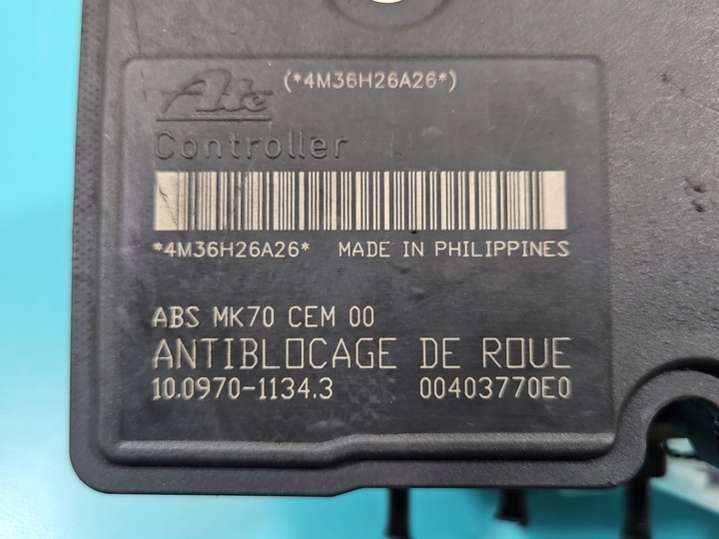 (*4M36H26A26*)
Ate
Controller
*4M36H26A26* MADE IN PHILIPPINES
ABS MK70 CEM 00
ANTIBLOCAGE DE ROUE
10.0970-1134.3 00403770E0